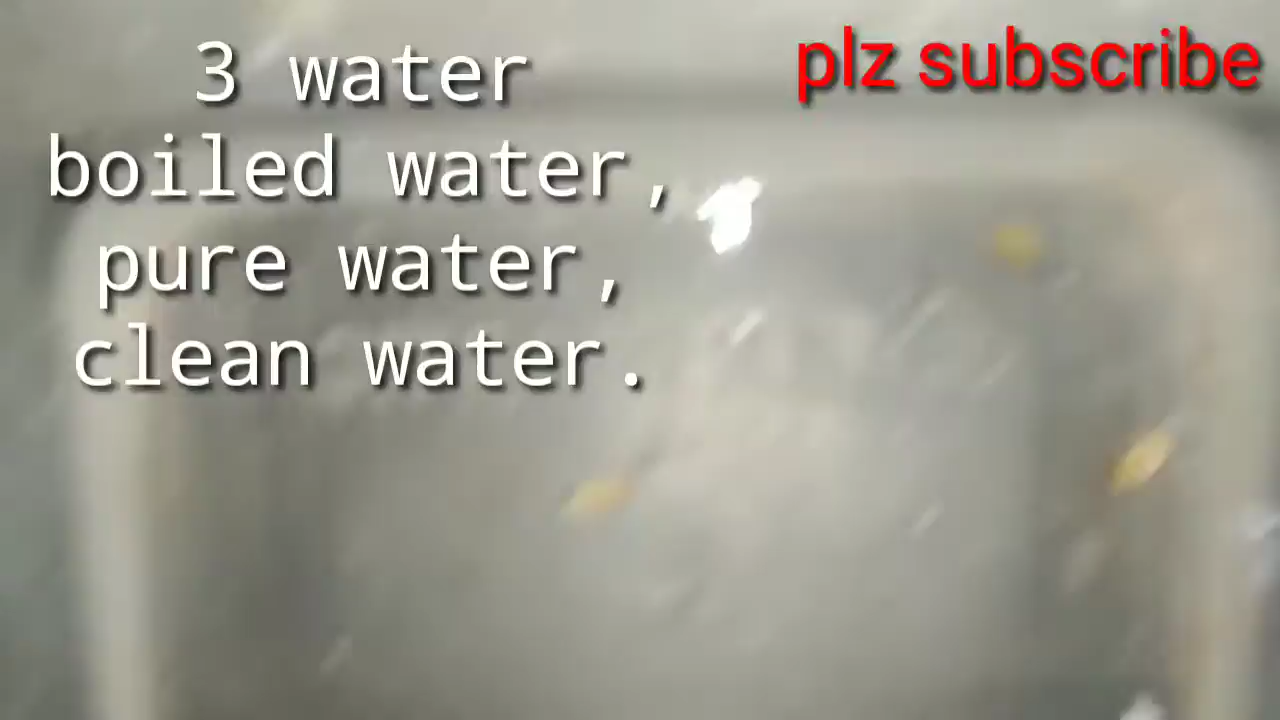 3 water
boiled water,
pure water,
clean water.
plz subscribe